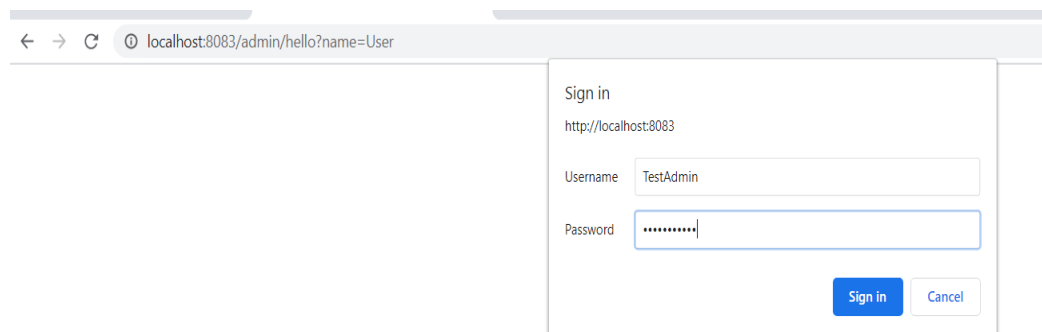 localhost:8083/admin/hello?name=User
Sign in
http://localhost:8083
Username TestAdmin
Password •••••••••••
Sign in Cancel